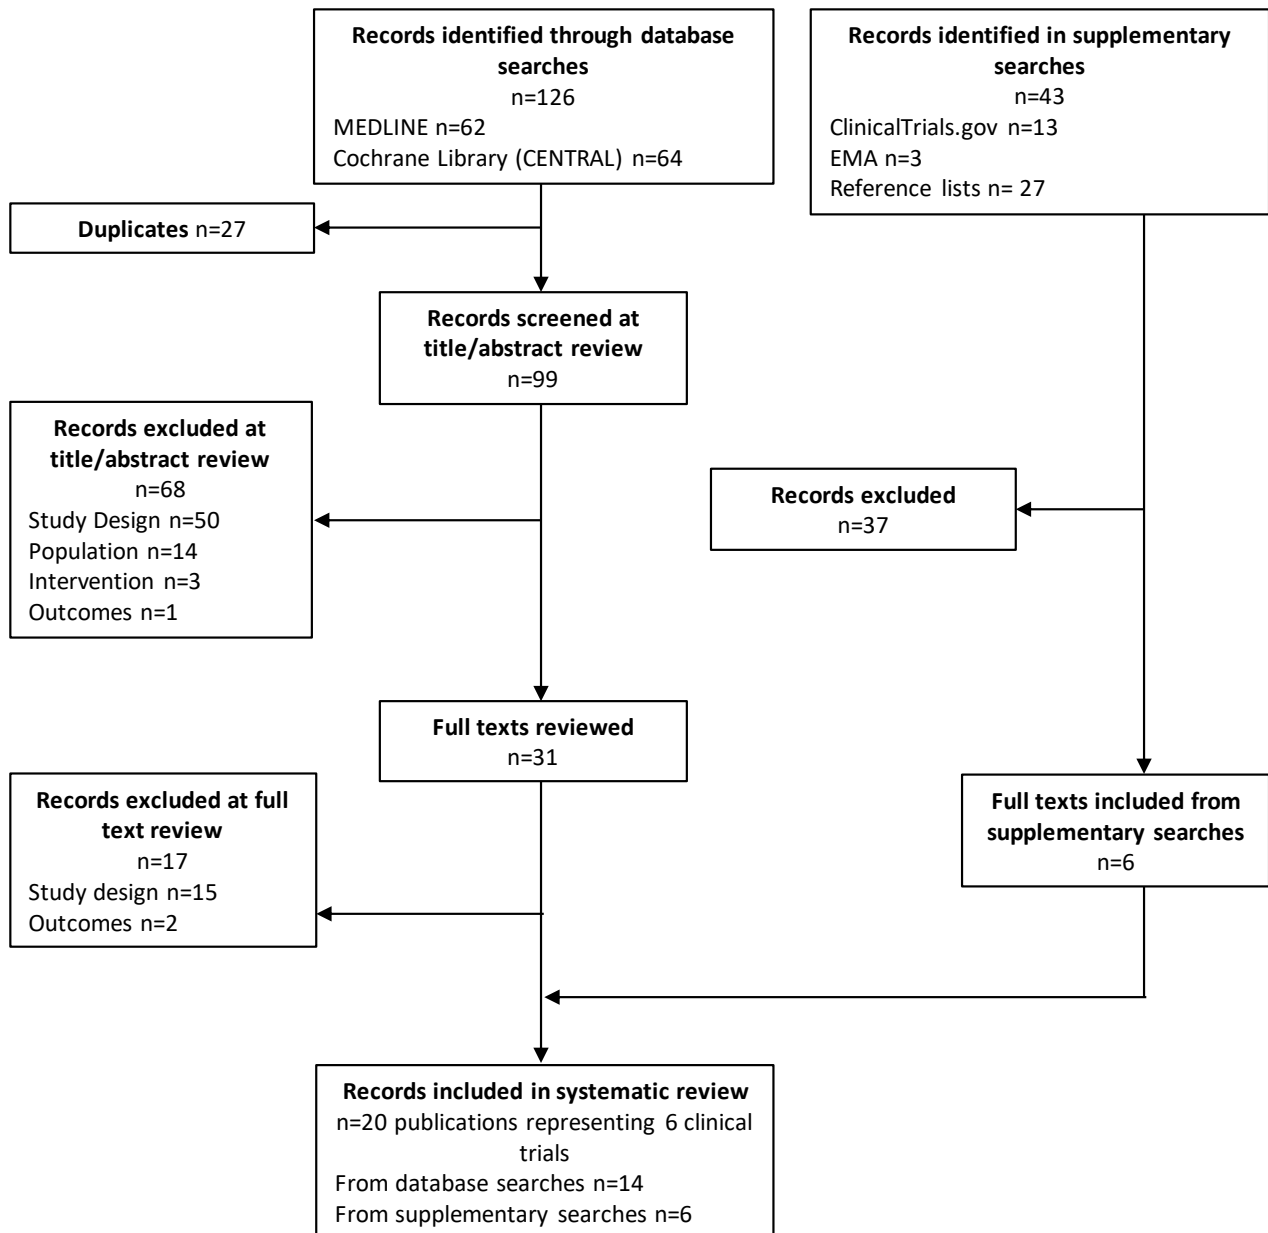 Records identified through database
searches
n=126
MEDLINE n=62
Cochrane Library (CENTRAL) n=64
Records identified in supplementary
searches
n=43
ClinicalTrials.gov n=13
EMA n=3
Reference lists n= 27
Duplicates n=27
Records screened at
title/abstract review
n=99
Records excluded at
title/abstract review
n=68
Study Design n=50
Population n=14
Intervention n=3
Outcomes n=1
Records excluded
n=37
Full texts reviewed
n=31
Records excluded at full
text review
n=17
Study design n=15
Outcomes n=2
Full texts included from
supplementary searches
n=6
Records included in systematic review
n=20 publications representing 6 clinical
trials
From database searches n=14
From supplementary searches n=6